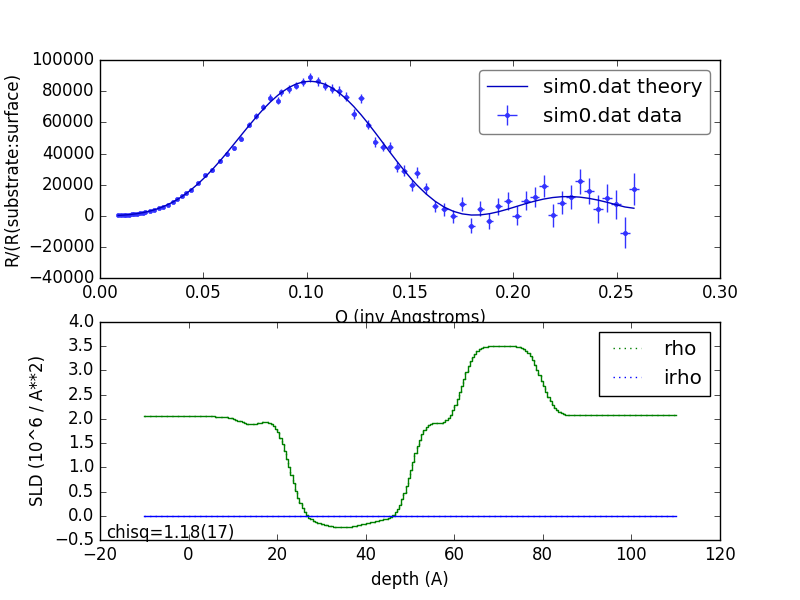 100000
80000
60000
40000
20000
0
−20000
−40000
R/(R(substrate:surface)
sim0.dat theory
sim0.dat data
0.00 0.05 0.10 0.15 0.20 0.25 0.30
Q (inv Angstroms)
4.0
3.5
3.0
2.5
2.0
1.5
1.0
0.5
0.0
−0.5
SLD (10^6 / A**2)
rho
irho
chisq=1.18(17)
−20 0 20 40 60 80 100 120
depth (A)